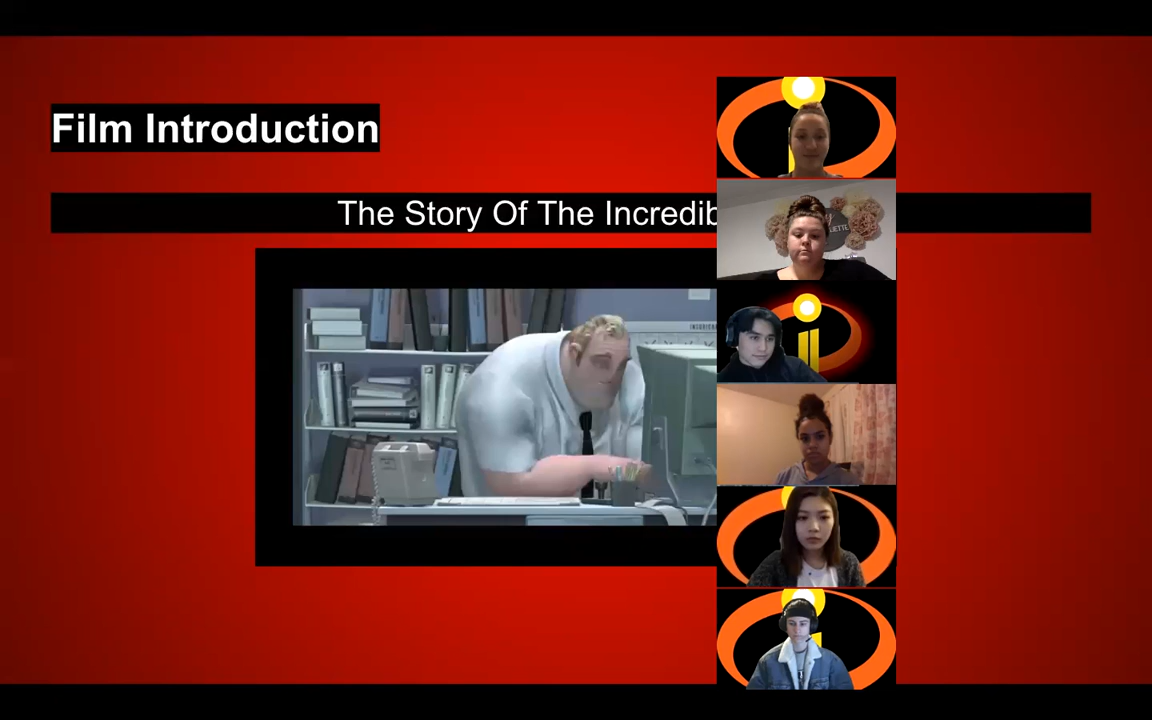 Film Introduction
The Story Of The Incredib